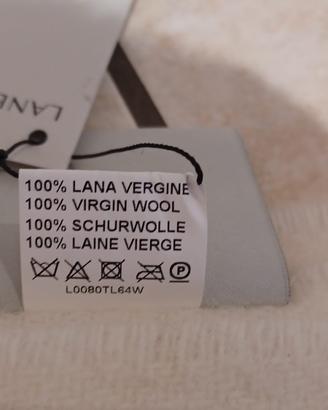 100% LANA VERGINE
100% VIRGIN WOOL
100% SCHURWOLLE
100% LAINE VIERGE
P
L0080TL64W